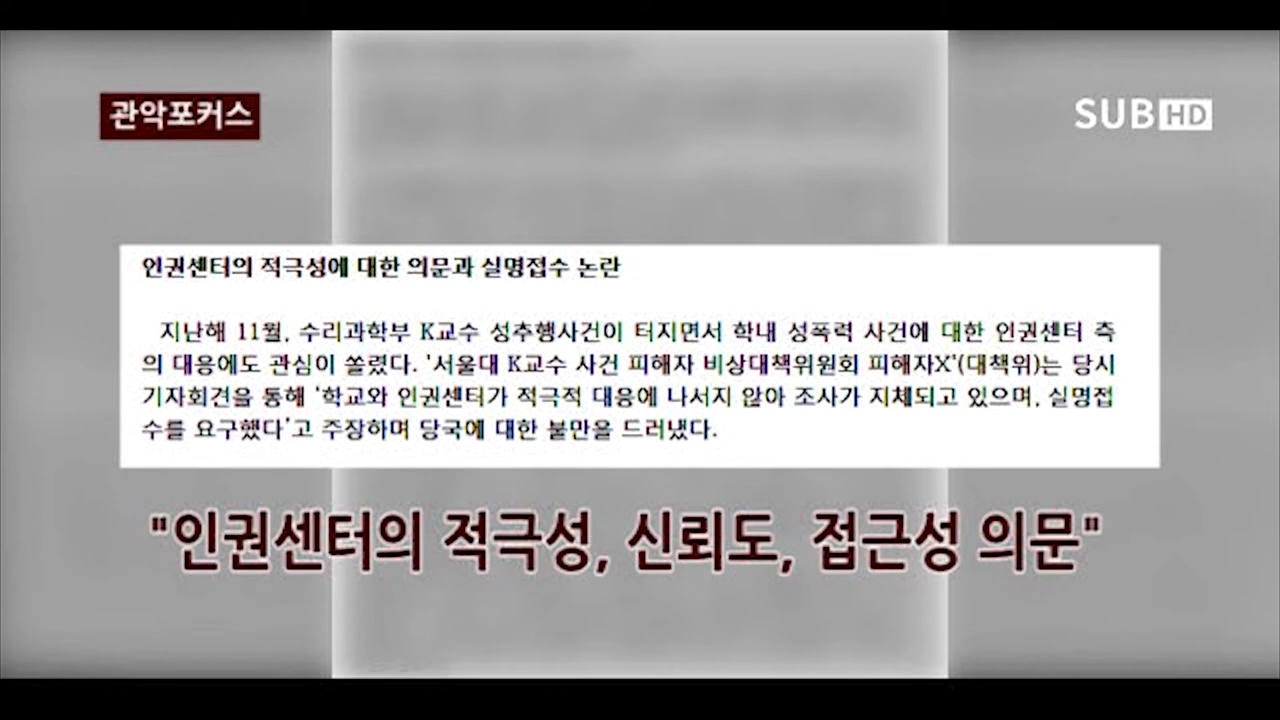 관악포커스
SUB HD
인권센터의 적극성에 대한 의문과 실명접수 논란
지난해 11월, 수리과학부 K교수 성추행사건이 터지면서 학내 성폭력 사건에 대한 인권센터 측
의 대응에도 관심이 쏠렸다. '서울대 K교수 사건 피해자 비상대책위원회 피해자X'(대책위)는 당시
기자회견을 통해 '학교와 인권센터가 적극적 대응에 나서지 않아 조사가 지체되고 있으며, 실명접
수를 요구했다'고 주장하며 당국에 대한 불만을 드러냈다.
"인권센터의 적극성, 신뢰도, 접근성 의문"